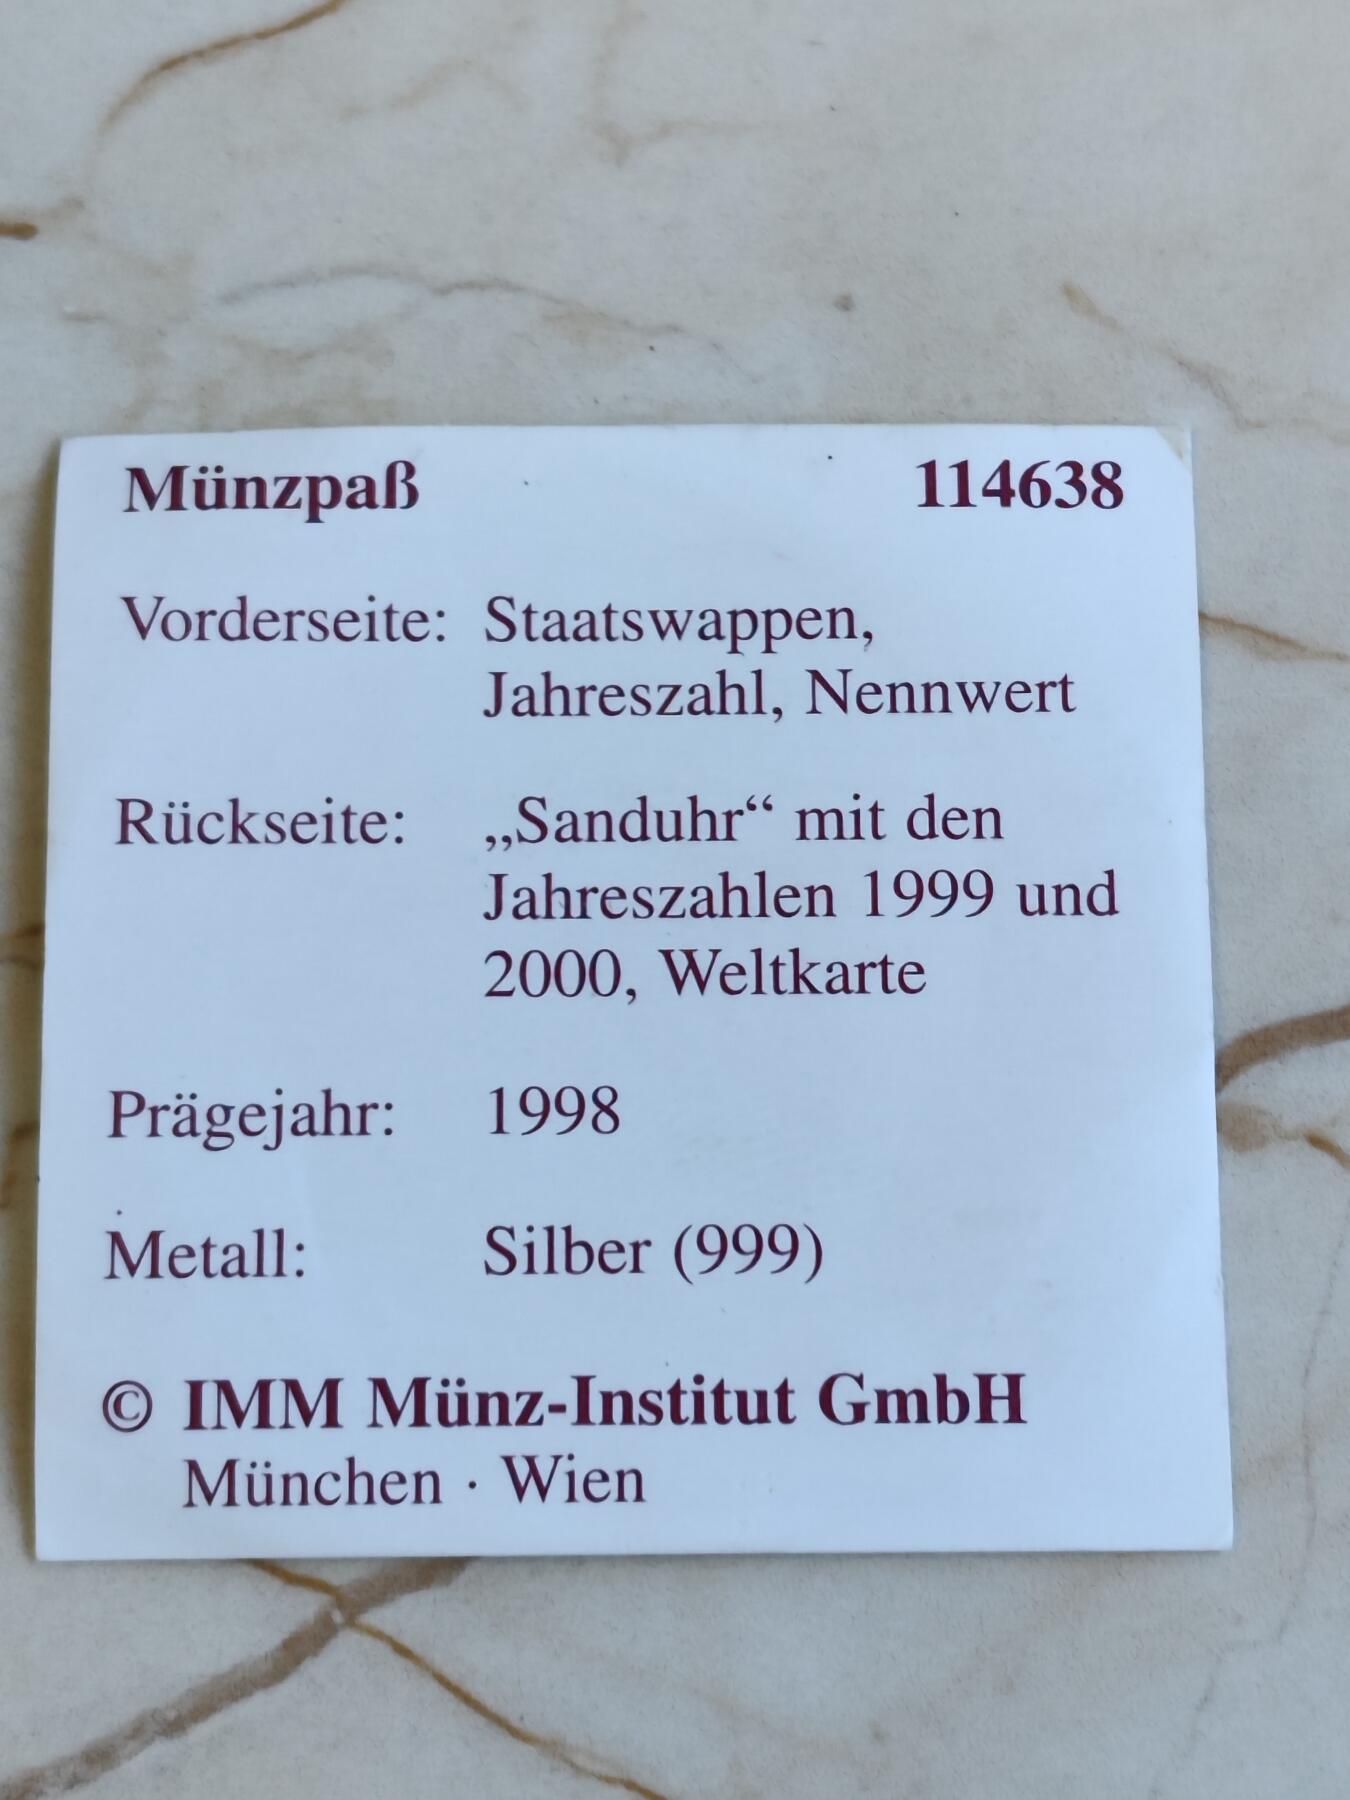 Münzpaß 114638
Vorderseite: Staatswappen,
Jahreszahl, Nennwert
Rückseite: „Sanduhr“ mit den
Jahreszahlen 1999 und
2000, Weltkarte
Prägejahr: 1998
Metall: Silber (999)
© IMM Münz-Institut GmbH
München · Wien